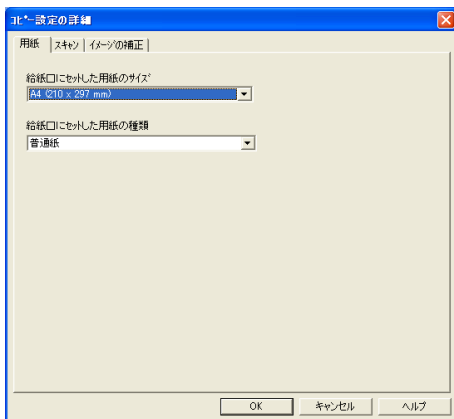 ｺﾋﾟｰ設定の詳細
用紙 ｽｷｬﾝ ｲﾒｰｼﾞの補正
給紙口にｾｯﾄした用紙のｻｲｽﾞ
A4 (210 x 297 mm)
給紙口にｾｯﾄした用紙の種類
普通紙
OK ｷｬﾝｾﾙ ﾍﾙﾌﾟ